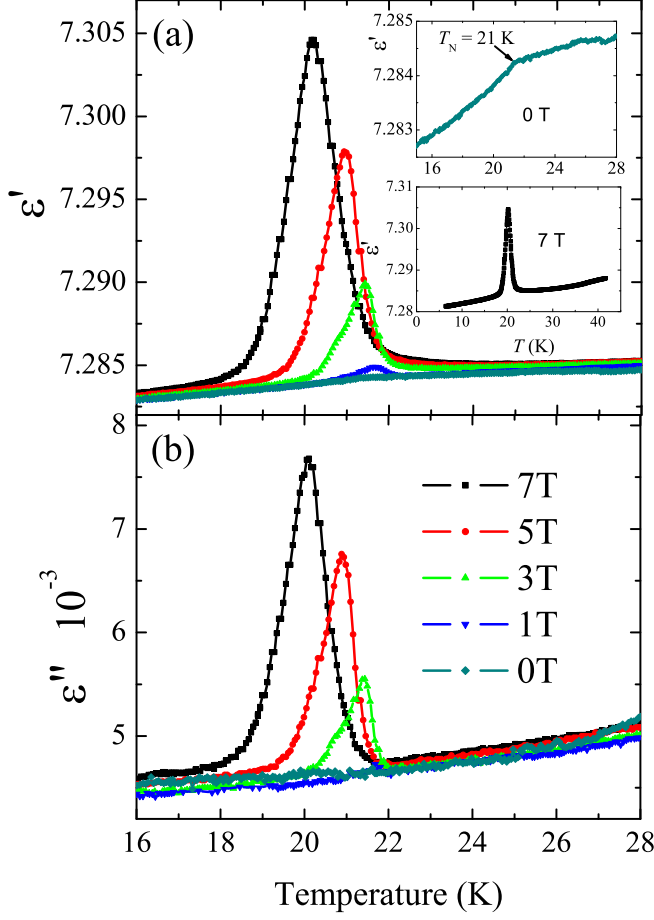 (a)
7.305
7.300
7.295
7.290
7.285
ε'
7.285
7.284
7.283
ε'
T_N = 21 K
0 T
16 20 24 28
7.31
7.30
7.29
7.28
ε'
7 T
0 10 20 30 40
T (K)
(b)
8
7
6
5
ε'' 10⁻³
7T
5T
3T
1T
0T
16 18 20 22 24 26 28
Temperature (K)